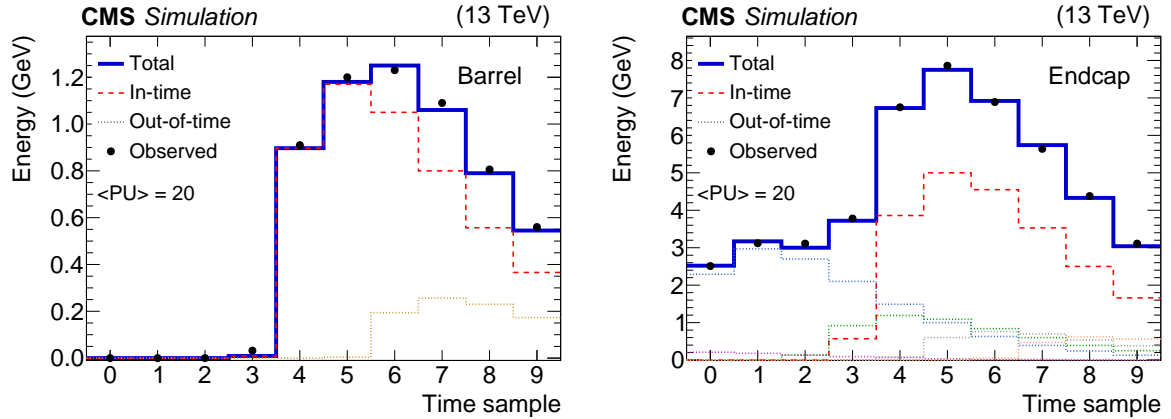 CMS Simulation (13 TeV)
Energy (GeV)
Total
In-time
Out-of-time
Observed
<PU> = 20
Barrel
1.2
1.0
0.8
0.6
0.4
0.2
0.0
0 1 2 3 4 5 6 7 8 9
Time sample
CMS Simulation (13 TeV)
Energy (GeV)
Total
In-time
Out-of-time
Observed
<PU> = 20
Endcap
8
7
6
5
4
3
2
1
0
0 1 2 3 4 5 6 7 8 9
Time sample